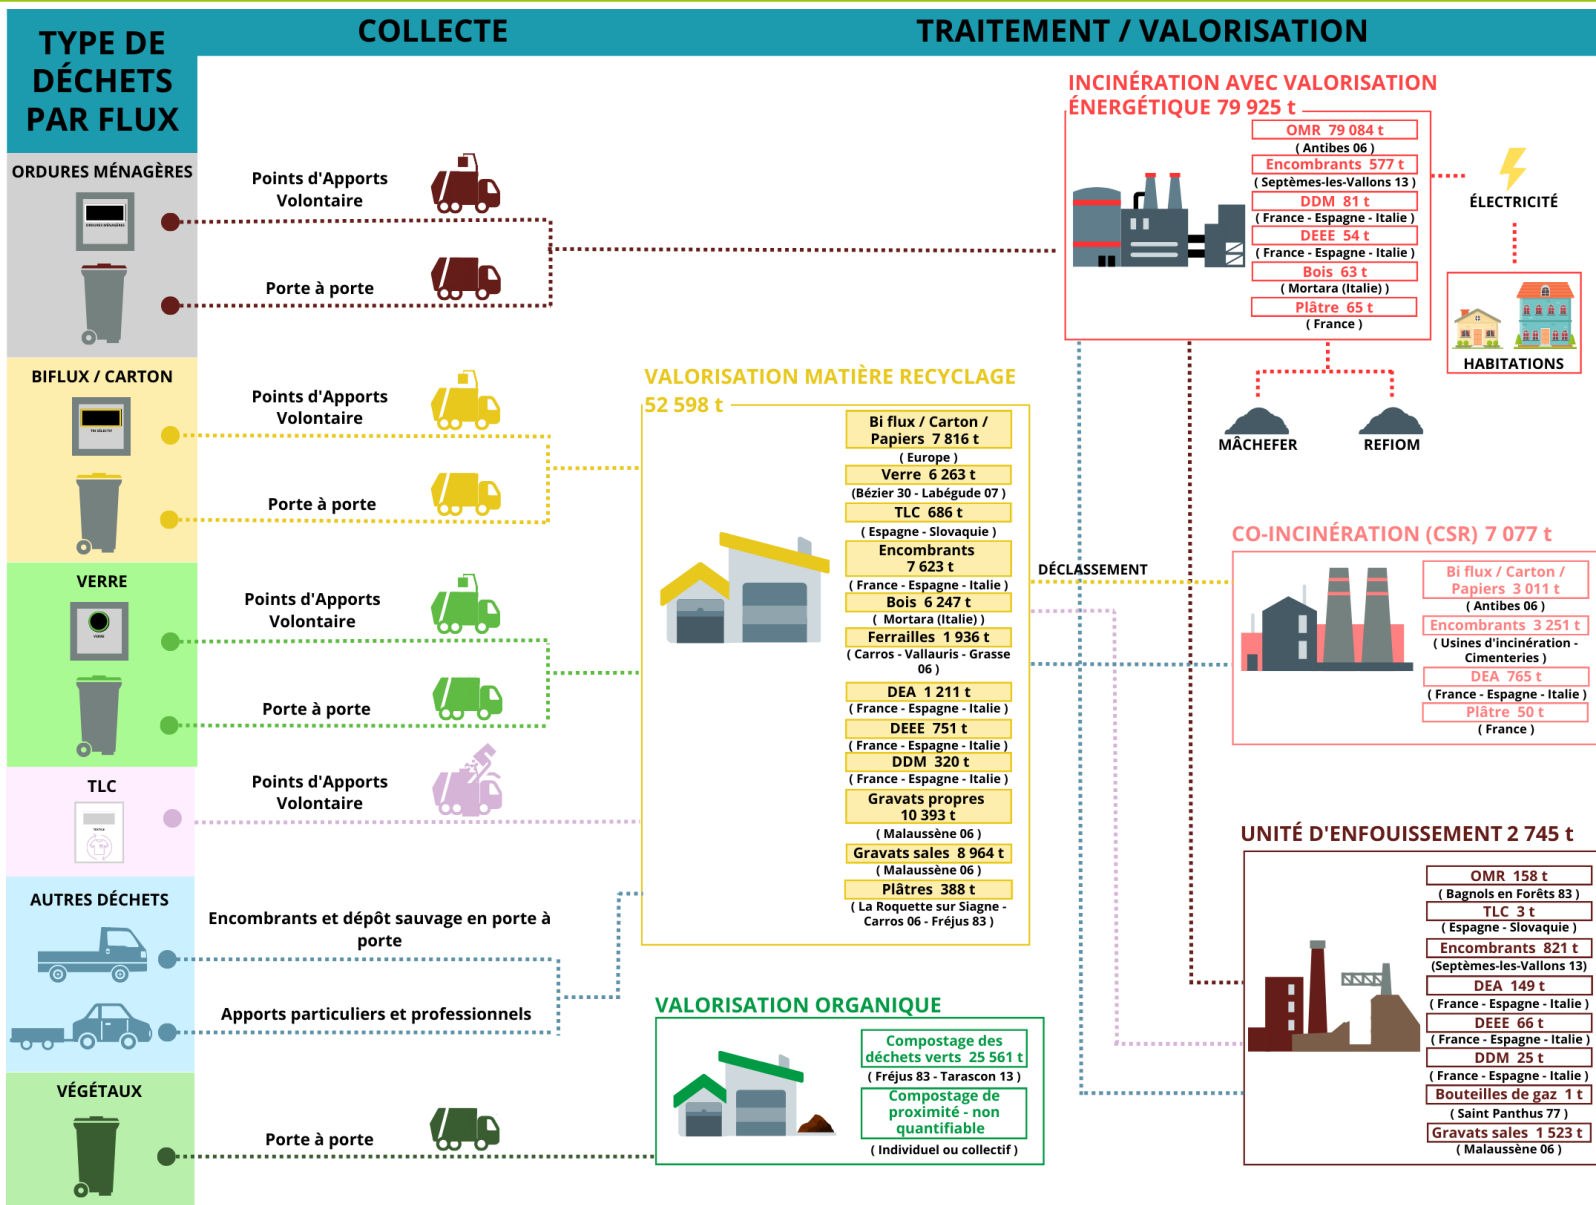 TYPE DE
DÉCHETS
PAR FLUX
COLLECTE
TRAITEMENT / VALORISATION
ORDURES MÉNAGÈRES
ORDURES MÉNAGÈRES
Points d'Apports
Volontaire
Porte à porte
BIFLUX / CARTON
TRI SÉLECTIF
Points d'Apports
Volontaire
Porte à porte
VERRE
VERRE
Points d'Apports
Volontaire
Porte à porte
TLC
TEXTILE
Points d'Apports
Volontaire
AUTRES DÉCHETS
Encombrants et dépôt sauvage en porte à
porte
Apports particuliers et professionnels
VÉGÉTAUX
Porte à porte
VALORISATION MATIÈRE RECYCLAGE
52 598 t
Bi flux / Carton /
Papiers 7 816 t
( Europe )
Verre 6 263 t
(Bézier 30 - Labégude 07 )
TLC 686 t
( Espagne - Slovaquie )
Encombrants
7 623 t
( France - Espagne - Italie )
Bois 6 247 t
( Mortara (Italie) )
Ferrailles 1 936 t
( Carros - Vallauris - Grasse
06 )
DEA 1 211 t
( France - Espagne - Italie )
DEEE 751 t
( France - Espagne - Italie )
DDM 320 t
( France - Espagne - Italie )
Gravats propres
10 393 t
( Malaussène 06 )
Gravats sales 8 964 t
( Malaussène 06 )
Plâtres 388 t
( La Roquette sur Siagne -
Carros 06 - Fréjus 83 )
VALORISATION ORGANIQUE
Compostage des
déchets verts 25 561 t
( Fréjus 83 - Tarascon 13 )
Compostage de
proximité - non
quantifiable
( Individuel ou collectif )
INCINÉRATION AVEC VALORISATION
ÉNERGÉTIQUE 79 925 t
OMR 79 084 t
( Antibes 06 )
Encombrants 577 t
( Septèmes-les-Vallons 13 )
DDM 81 t
( France - Espagne - Italie )
DEEE 54 t
( France - Espagne - Italie )
Bois 63 t
( Mortara (Italie) )
Plâtre 65 t
( France )
ÉLECTRICITÉ
HABITATIONS
MÂCHEFER
REFIOM
DÉCLASSEMENT
CO-INCINÉRATION (CSR) 7 077 t
Bi flux / Carton /
Papiers 3 011 t
( Antibes 06 )
Encombrants 3 251 t
( Usines d'incinération -
Cimenteries )
DEA 765 t
( France - Espagne - Italie )
Plâtre 50 t
( France )
UNITÉ D'ENFOUISSEMENT 2 745 t
OMR 158 t
( Bagnols en Forêts 83 )
TLC 3 t
( Espagne - Slovaquie )
Encombrants 821 t
(Septèmes-les-Vallons 13)
DEA 149 t
( France - Espagne - Italie )
DEEE 66 t
( France - Espagne - Italie )
DDM 25 t
( France - Espagne - Italie )
Bouteilles de gaz 1 t
( Saint Panthus 77 )
Gravats sales 1 523 t
( Malaussène 06 )